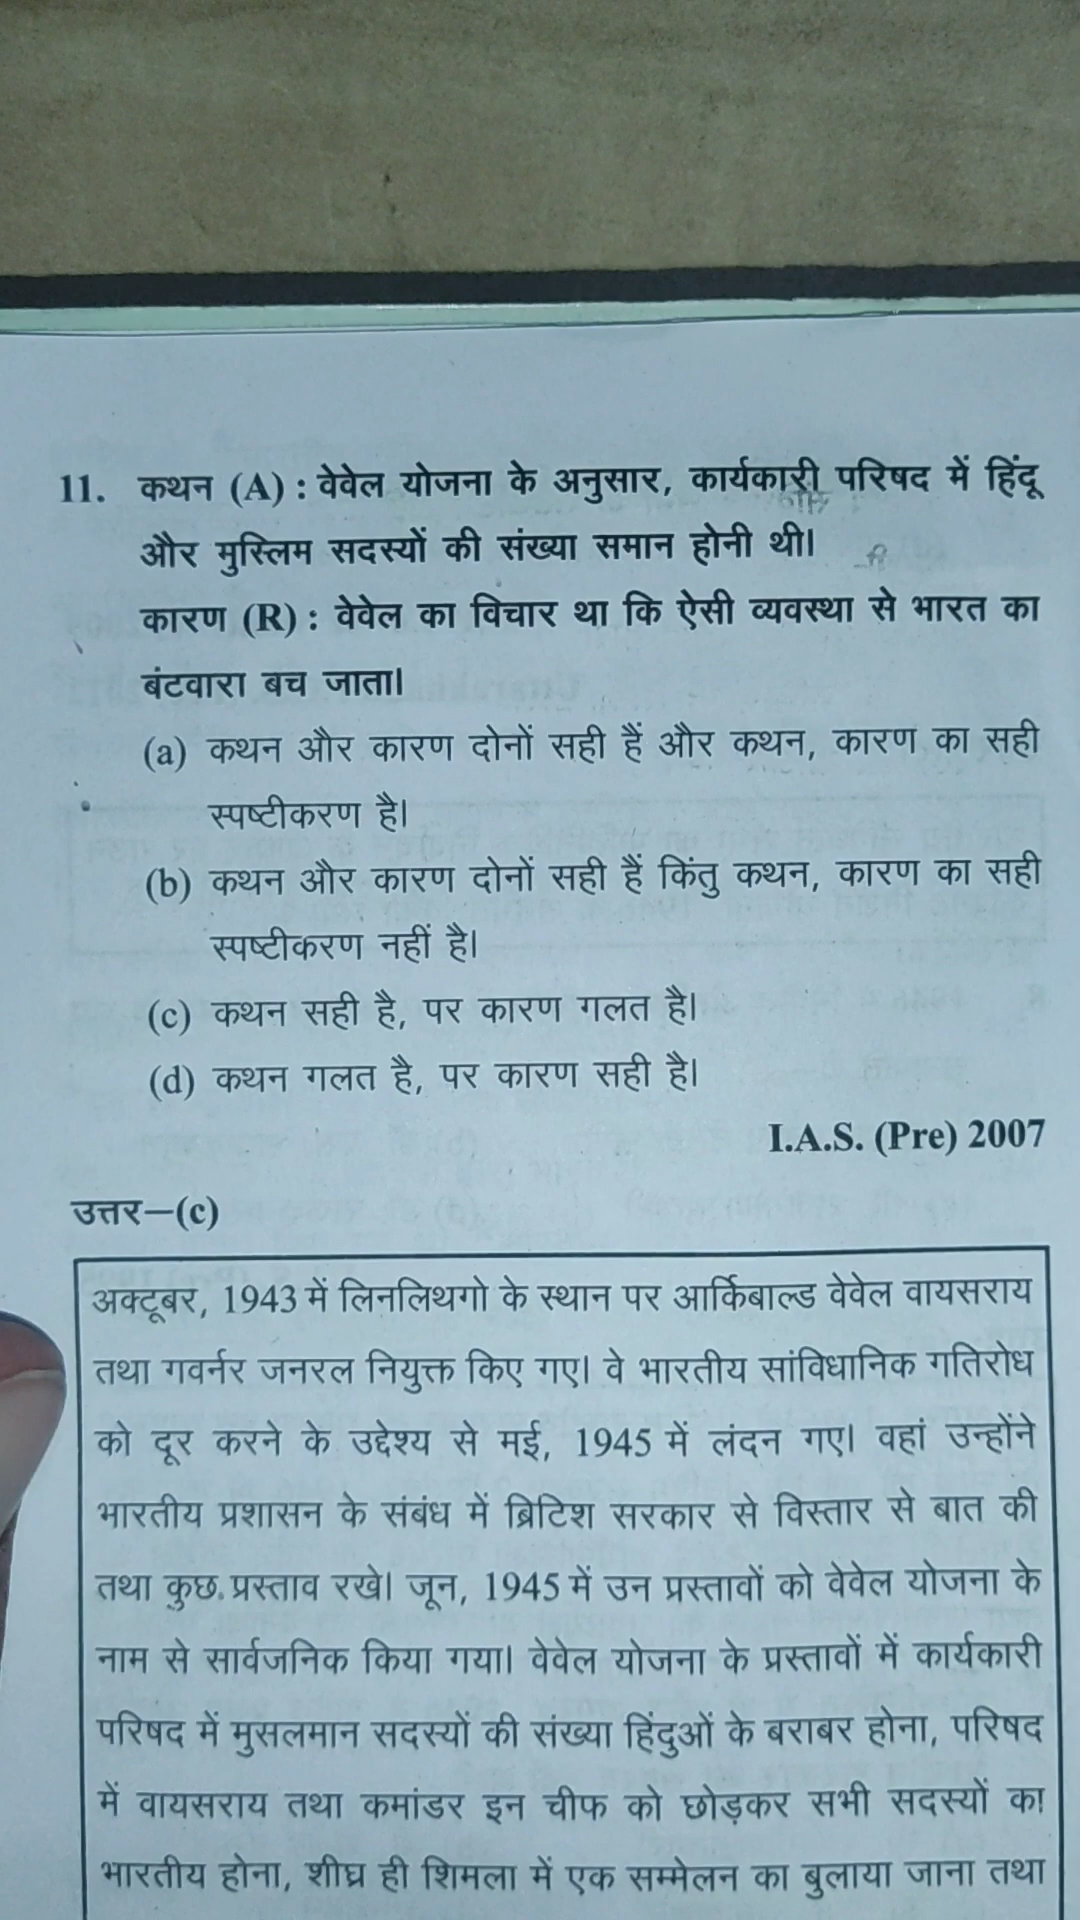 11. कथन (A) : वेवेल योजना के अनुसार, कार्यकारी परिषद में हिंदू
और मुस्लिम सदस्यों की संख्या समान होनी थी।
कारण (R) : वेवेल का विचार था कि ऐसी व्यवस्था से भारत का
बंटवारा बच जाता।
(a) कथन और कारण दोनों सही हैं और कथन, कारण का सही
स्पष्टीकरण है।
(b) कथन और कारण दोनों सही हैं किंतु कथन, कारण का सही
स्पष्टीकरण नहीं है।
(c) कथन सही है, पर कारण गलत है।
(d) कथन गलत है, पर कारण सही है।
I.A.S. (Pre) 2007
उत्तर–(c)
अक्टूबर, 1943 में लिनलिथगो के स्थान पर आर्किबाल्ड वेवेल वायसराय
तथा गवर्नर जनरल नियुक्त किए गए। वे भारतीय सांविधानिक गतिरोध
को दूर करने के उद्देश्य से मई, 1945 में लंदन गए। वहां उन्होंने
भारतीय प्रशासन के संबंध में ब्रिटिश सरकार से विस्तार से बात की
तथा कुछ प्रस्ताव रखे। जून, 1945 में उन प्रस्तावों को वेवेल योजना के
नाम से सार्वजनिक किया गया। वेवेल योजना के प्रस्तावों में कार्यकारी
परिषद में मुसलमान सदस्यों की संख्या हिंदुओं के बराबर होना, परिषद
में वायसराय तथा कमांडर इन चीफ को छोड़कर सभी सदस्यों का
भारतीय होना, शीघ्र ही शिमला में एक सम्मेलन का बुलाया जाना तथा